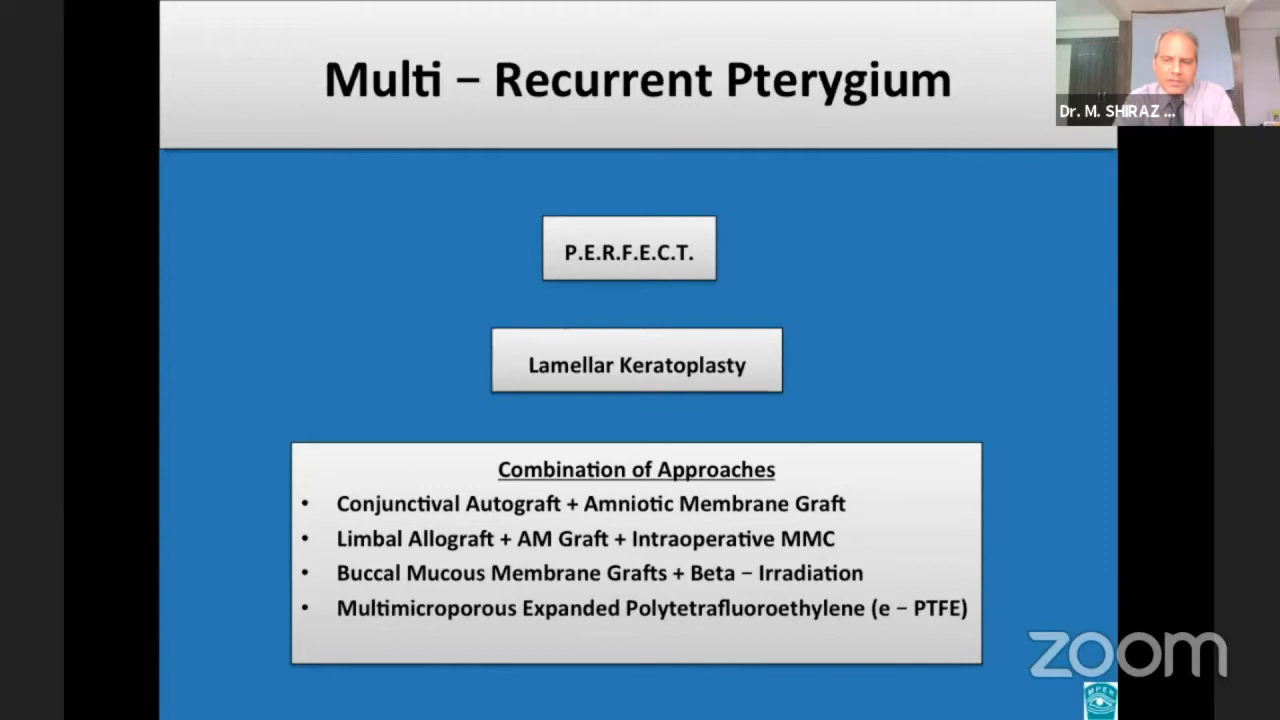 Multi – Recurrent Pterygium
Dr. M. SHIRAZ ...
P.E.R.F.E.C.T.
Lamellar Keratoplasty
Combination of Approaches
• Conjunctival Autograft + Amniotic Membrane Graft
• Limbal Allograft + AM Graft + Intraoperative MMC
• Buccal Mucous Membrane Grafts + Beta – Irradiation
• Multimicroporous Expanded Polytetrafluoroethylene (e – PTFE)
zoom